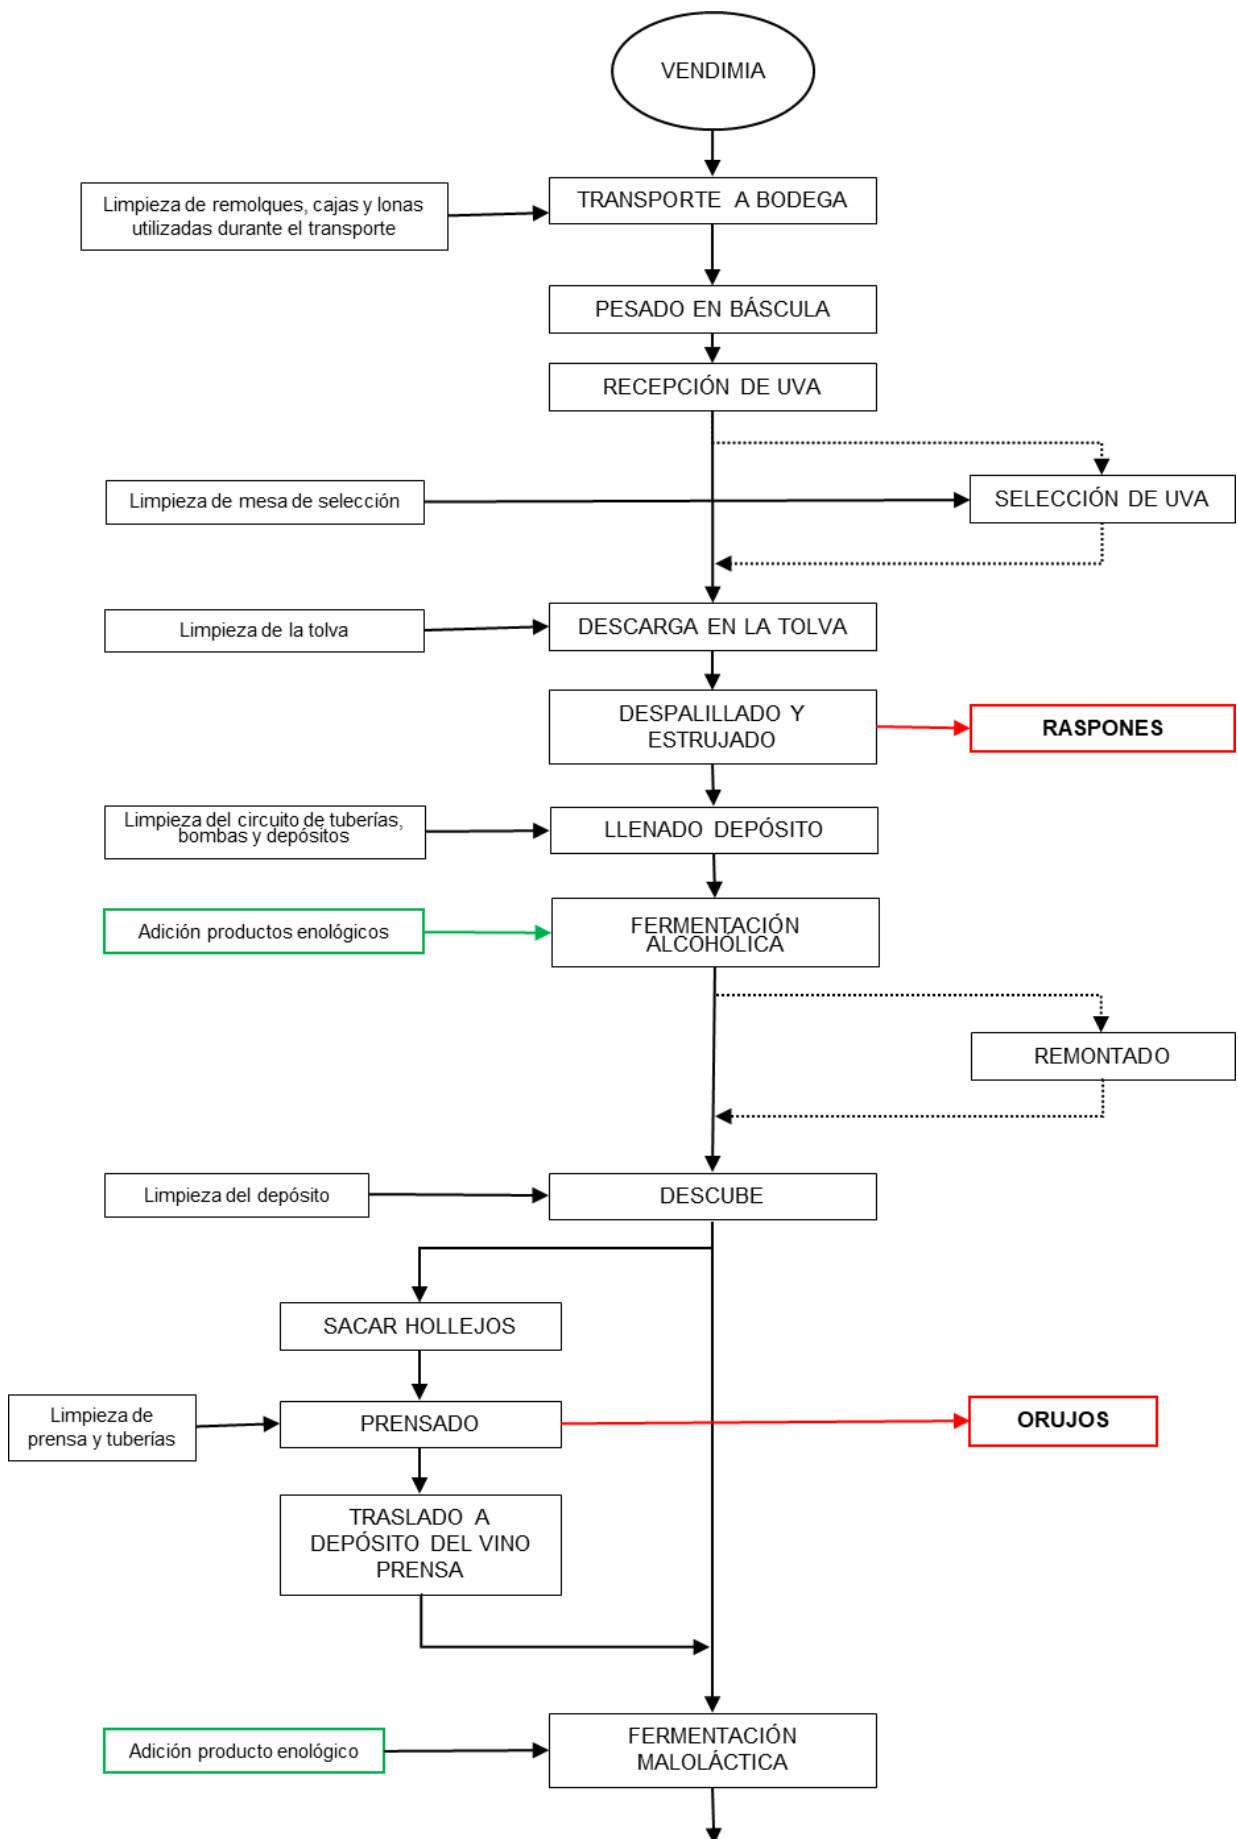 VENDIMIA
TRANSPORTE A BODEGA
Limpieza de remolques, cajas y lonas
utilizadas durante el transporte
PESADO EN BÁSCULA
RECEPCIÓN DE UVA
Limpieza de mesa de selección
SELECCIÓN DE UVA
Limpieza de la tolva
DESCARGA EN LA TOLVA
DESPALILLADO Y
ESTRUJADO
RASPONES
Limpieza del circuito de tuberías,
bombas y depósitos
LLENADO DEPÓSITO
Adición productos enológicos
FERMENTACIÓN
ALCOHÓLICA
REMONTADO
Limpieza del depósito
DESCUBE
SACAR HOLLEJOS
Limpieza de
prensa y tuberías
PRENSADO
ORUJOS
TRASLADO A
DEPÓSITO DEL VINO
PRENSA
Adición producto enológico
FERMENTACIÓN
MALOLÁCTICA